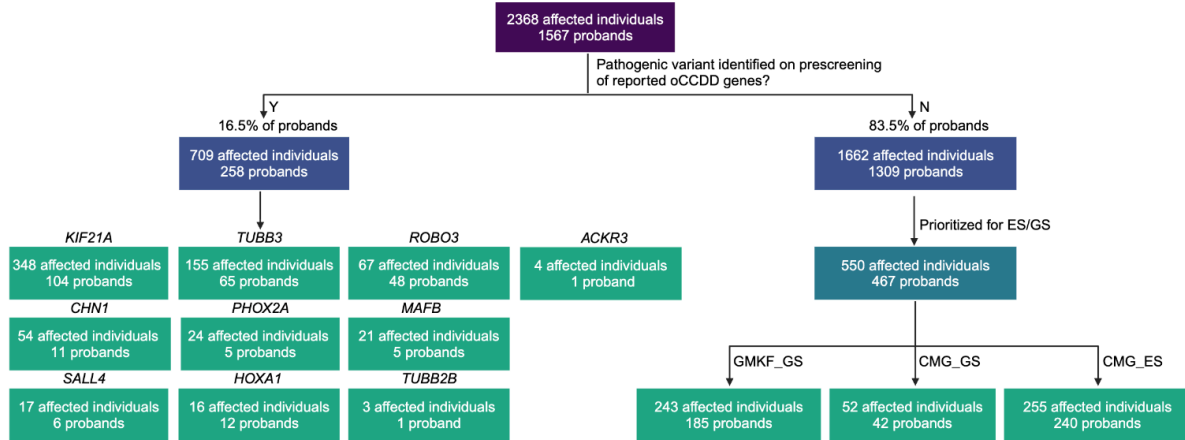 2368 affected individuals
1567 probands
Pathogenic variant identified on prescreening
of reported oCCDD genes?
Y
N
16.5% of probands
83.5% of probands
709 affected individuals
258 probands
1662 affected individuals
1309 probands
Prioritized for ES/GS
KIF21A
348 affected individuals
104 probands
TUBB3
155 affected individuals
65 probands
ROBO3
67 affected individuals
48 probands
ACKR3
4 affected individuals
1 proband
550 affected individuals
467 probands
CHN1
54 affected individuals
11 probands
PHOX2A
24 affected individuals
5 probands
MAFB
21 affected individuals
5 probands
SALL4
17 affected individuals
6 probands
HOXA1
16 affected individuals
12 probands
TUBB2B
3 affected individuals
1 proband
GMKF_GS
243 affected individuals
185 probands
CMG_GS
52 affected individuals
42 probands
CMG_ES
255 affected individuals
240 probands